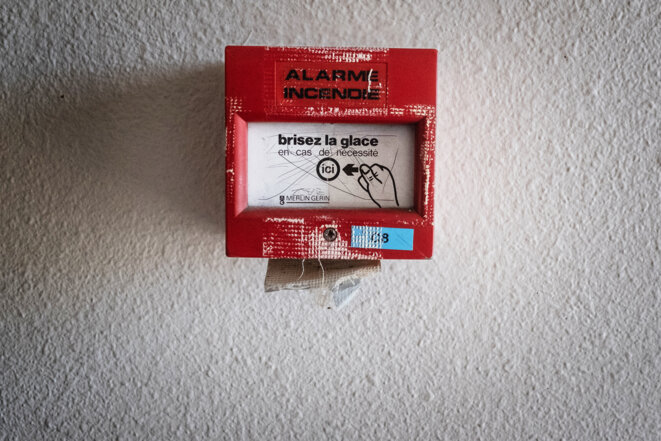 ALARME
INCENDIE
brisez la glace
en cas de nécessité
ici
MERLIN GERIN